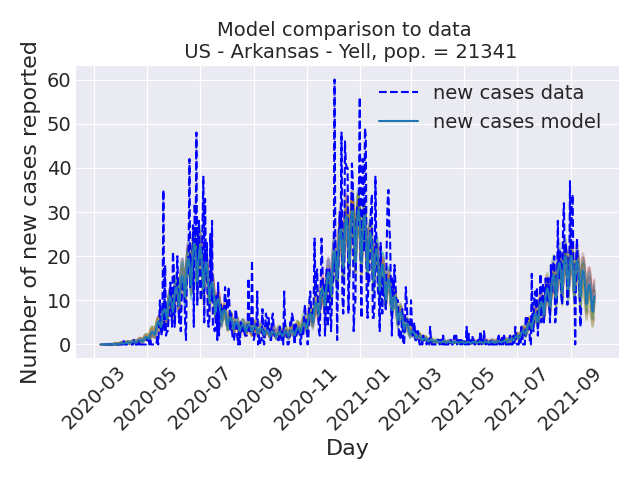 Model comparison to data
US - Arkansas - Yell, pop. = 21341
Number of new cases reported
60
50
40
30
20
10
0
new cases data
new cases model
2020-03
2020-05
2020-07
2020-09
2020-11
2021-01
2021-03
2021-05
2021-07
2021-09
Day